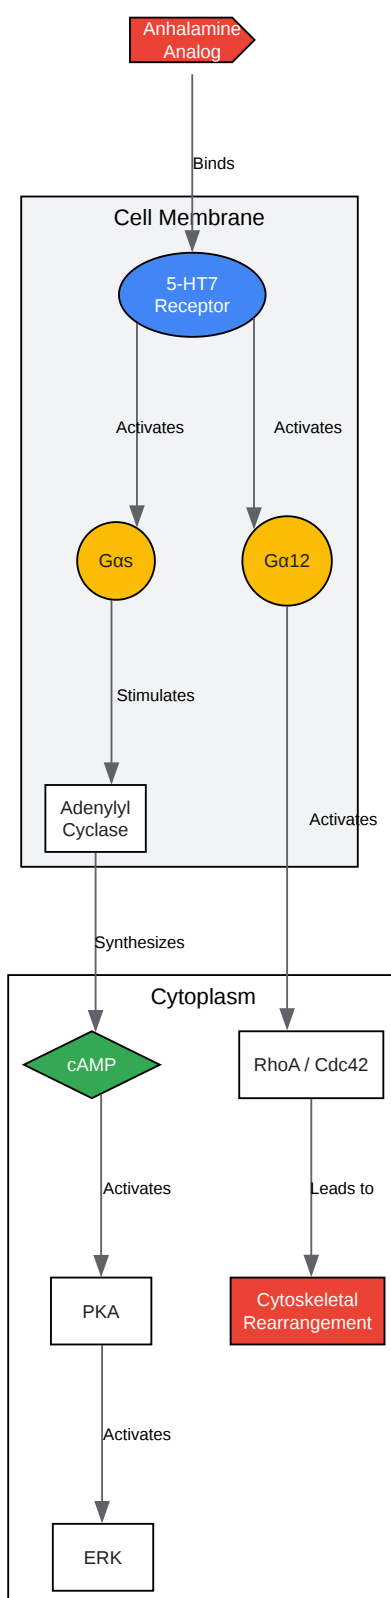 Anhalamine
Analog
Binds
Cell Membrane
5-HT7
Receptor
Activates
Activates
Gαs
Gα12
Stimulates
Adenylyl
Cyclase
Activates
Synthesizes
Cytoplasm
cAMP
RhoA / Cdc42
Activates
Leads to
PKA
Cytoskeletal
Rearrangement
Activates
ERK